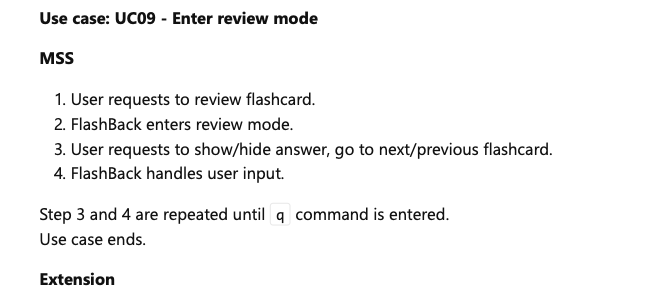 Use case: UC09 - Enter review mode
MSS
1. User requests to review flashcard.
2. FlashBack enters review mode.
3. User requests to show/hide answer, go to next/previous flashcard.
4. FlashBack handles user input.
Step 3 and 4 are repeated until q command is entered.
Use case ends.
Extension